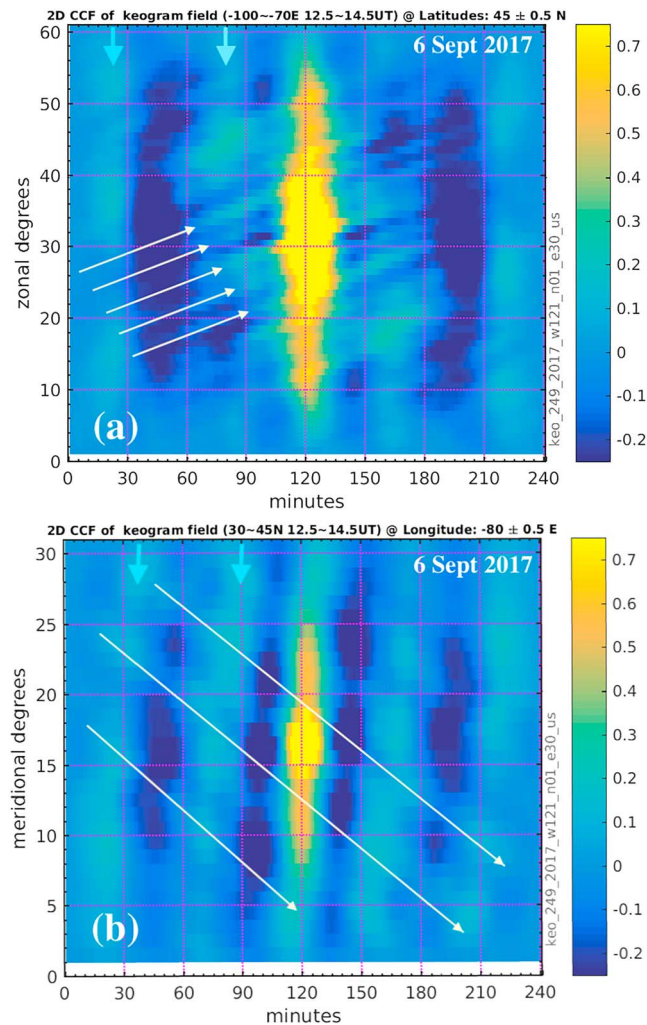 2D CCF of keogram field (-100~-70E 12.5~14.5UT) @ Latitudes: 45 ± 0.5 N
6 Sept 2017
60
50
40
30
20
10
0
zonal degrees
(a)
0 30 60 90 120 150 180 210 240
minutes
keo_249_2017_w121_n01_e30_us
0.7
0.6
0.5
0.4
0.3
0.2
0.1
0
-0.1
-0.2
2D CCF of keogram field (30~45N 12.5~14.5UT) @ Longitude: -80 ± 0.5 E
6 Sept 2017
30
25
20
15
10
5
0
meridional degrees
(b)
0 30 60 90 120 150 180 210 240
minutes
keo_249_2017_w121_n01_e30_us
0.7
0.6
0.5
0.4
0.3
0.2
0.1
0
-0.1
-0.2